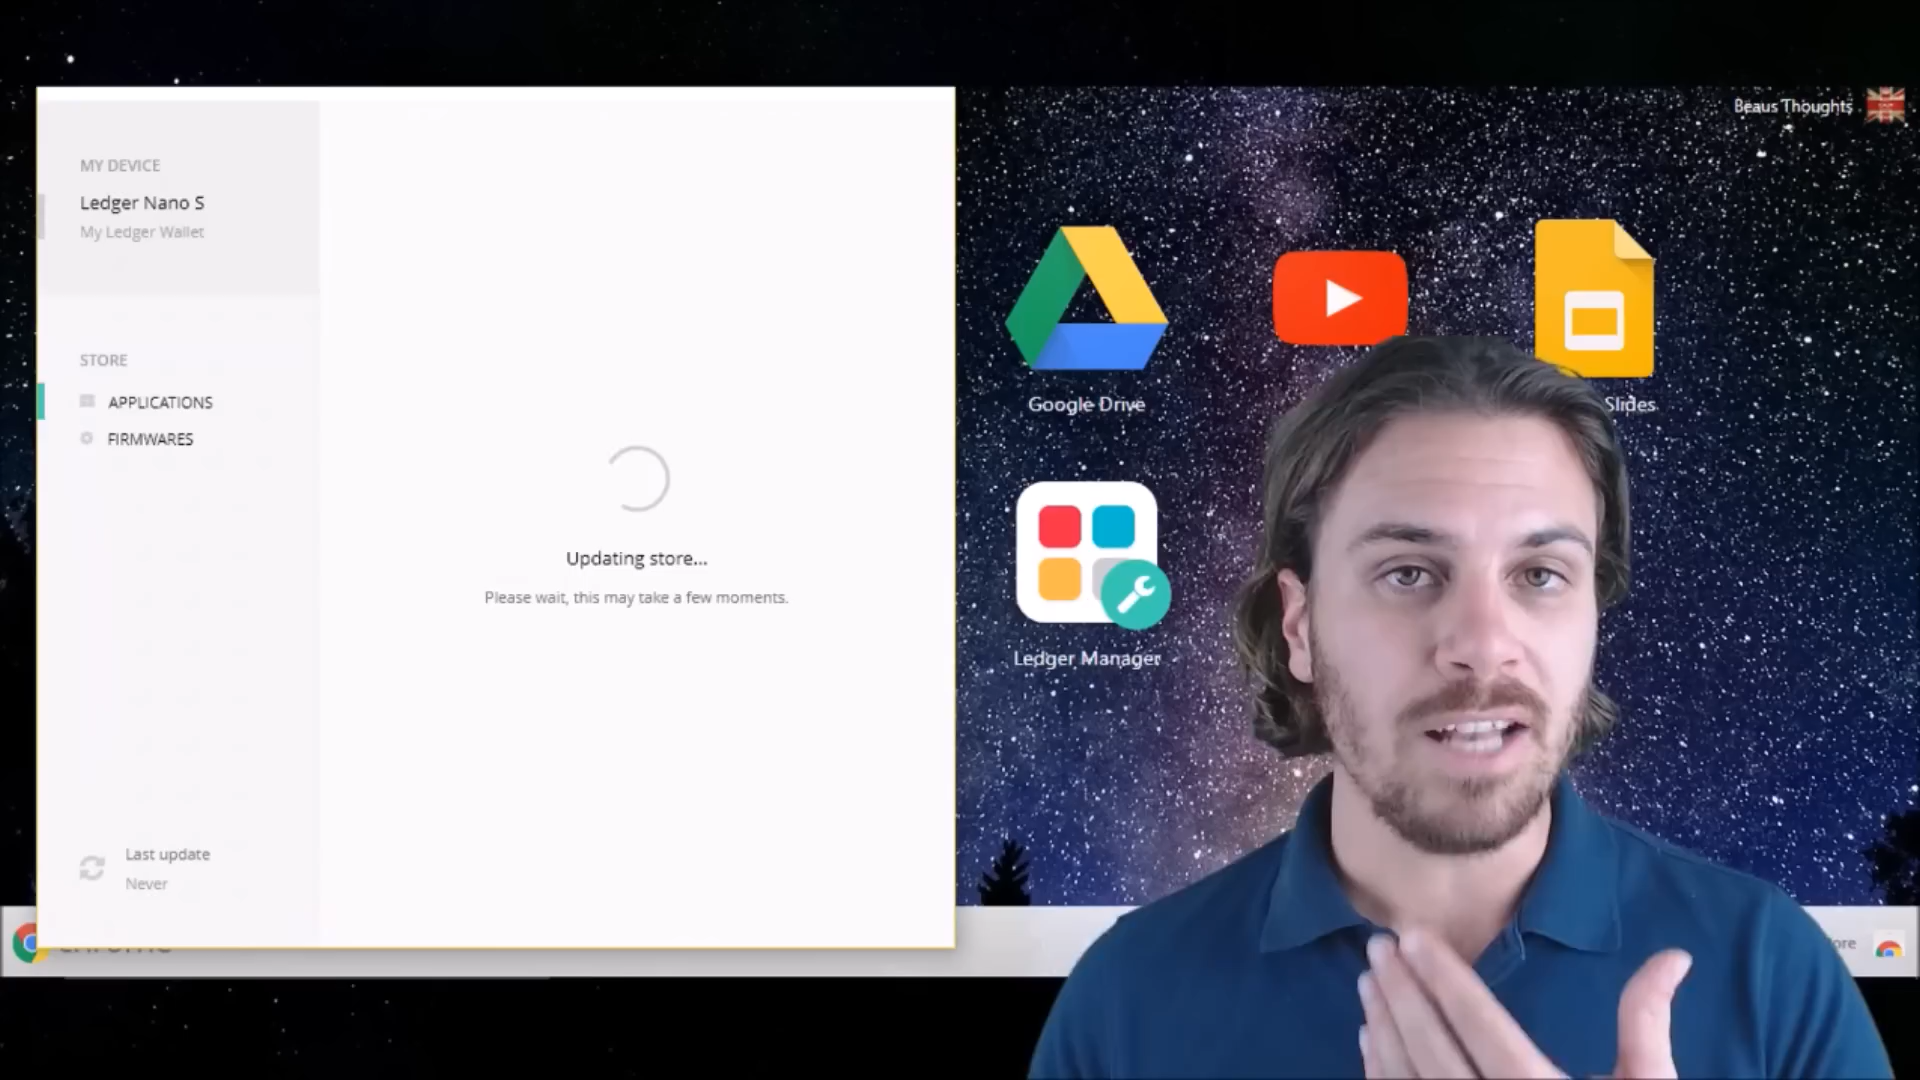 Beaus Thoughts
MY DEVICE
Ledger Nano S
My Ledger Wallet
STORE
APPLICATIONS
FIRMWARES
Updating store...
Please wait, this may take a few moments.
Last update
Never
Google Drive
Slides
Ledger Manager